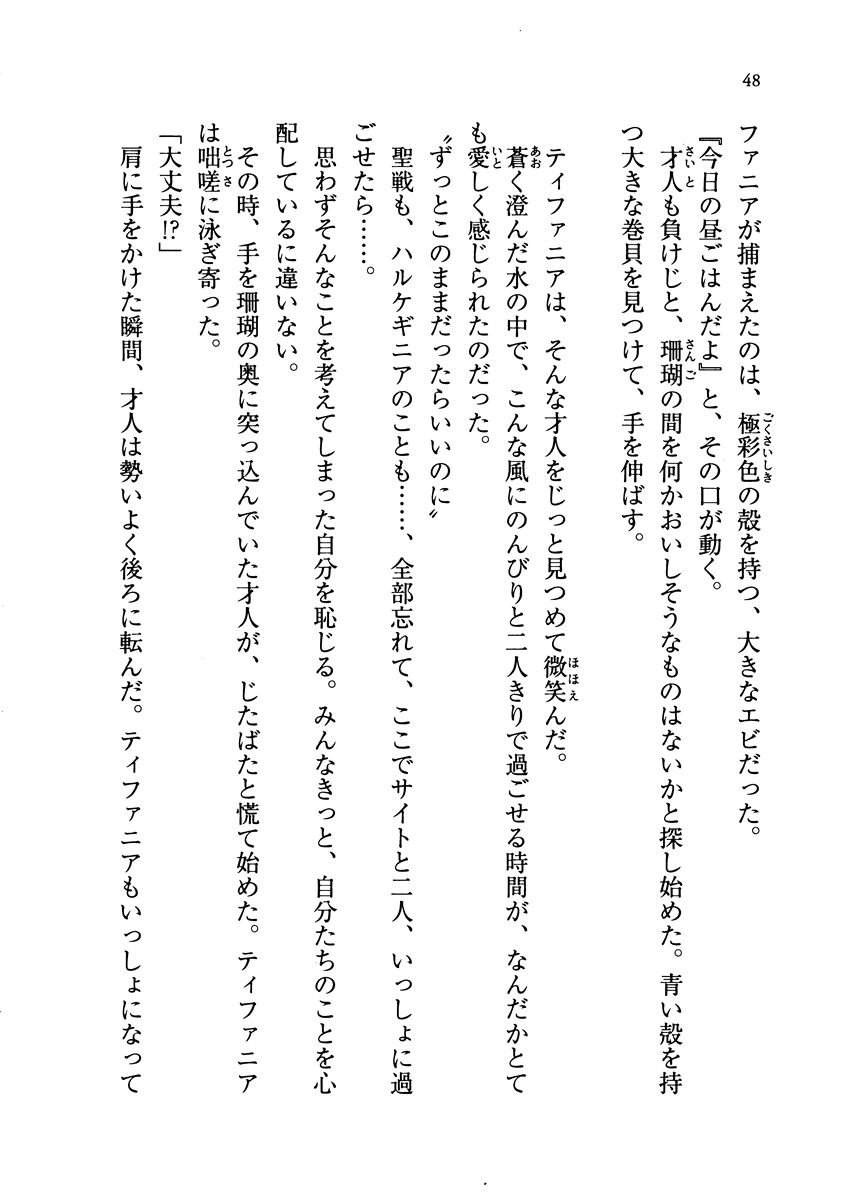 48
ファニアが捕まえたのは、極彩色の殻を持つ、大きなエビだった。
『今日の昼ごはんだよ』と、その口が動く。
才人も負けじと、珊瑚の間を何かおいしそうなものはないかと探し始めた。青い殻を持
つ大きな巻貝を見つけて、手を伸ばす。
ティファニアは、そんな才人をじっと見つめて微笑んだ。
蒼く澄んだ水の中で、こんな風にのんびりと二人きりで過ごせる時間が、なんだかとて
も愛しく感じられたのだった。
〝ずっとこのままだったらいいのに〟
聖戦も、ハルケギニアのことも……、全部忘れて、ここでサイトと二人、いっしょに過
ごせたら……。
思わずそんなことを考えてしまった自分を恥じる。みんなきっと、自分たちのことを心
配しているに違いない。
その時、手を珊瑚の奥に突っ込んでいた才人が、じたばたと慌て始めた。ティファニア
は咄嗟に泳ぎ寄った。
「大丈夫!?」
肩に手をかけた瞬間、才人は勢いよく後ろに転んだ。ティファニアもいっしょになって